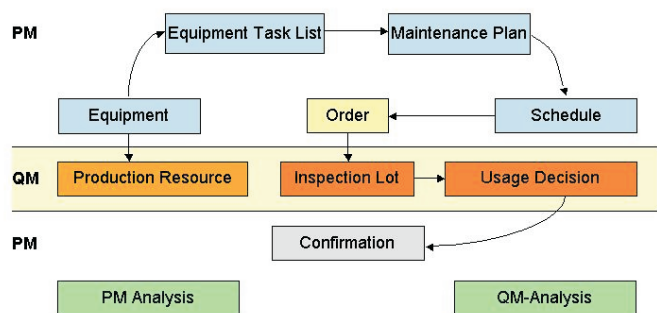 PM
Equipment Task List
Maintenance Plan
Equipment
Order
Schedule
QM
Production Resource
Inspection Lot
Usage Decision
PM
Confirmation
PM Analysis
QM-Analysis